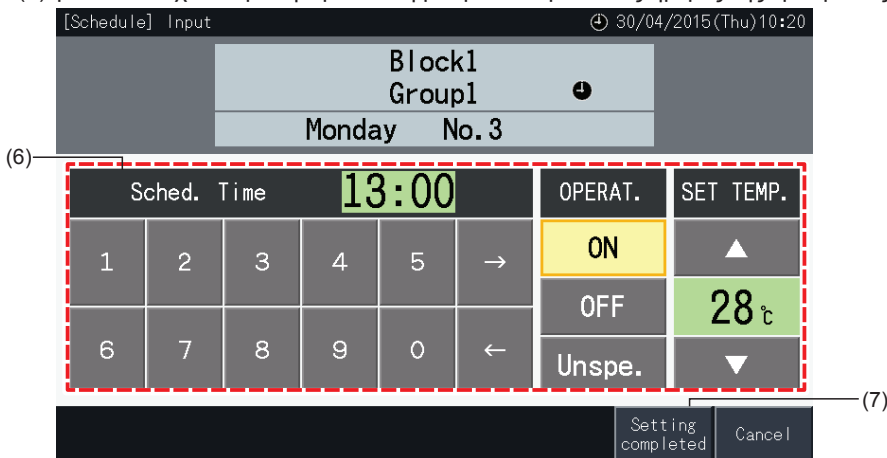 [Schedule] Input 30/04/2015(Thu)10:20
Block1
Group1
Monday No.3
(6)
Sched. Time 13:00 OPERAT. SET TEMP.
1 2 3 4 5 → ON ▲
OFF 28℃
6 7 8 9 0 ← Unspe. ▼
(7)
Setting completed Cancel